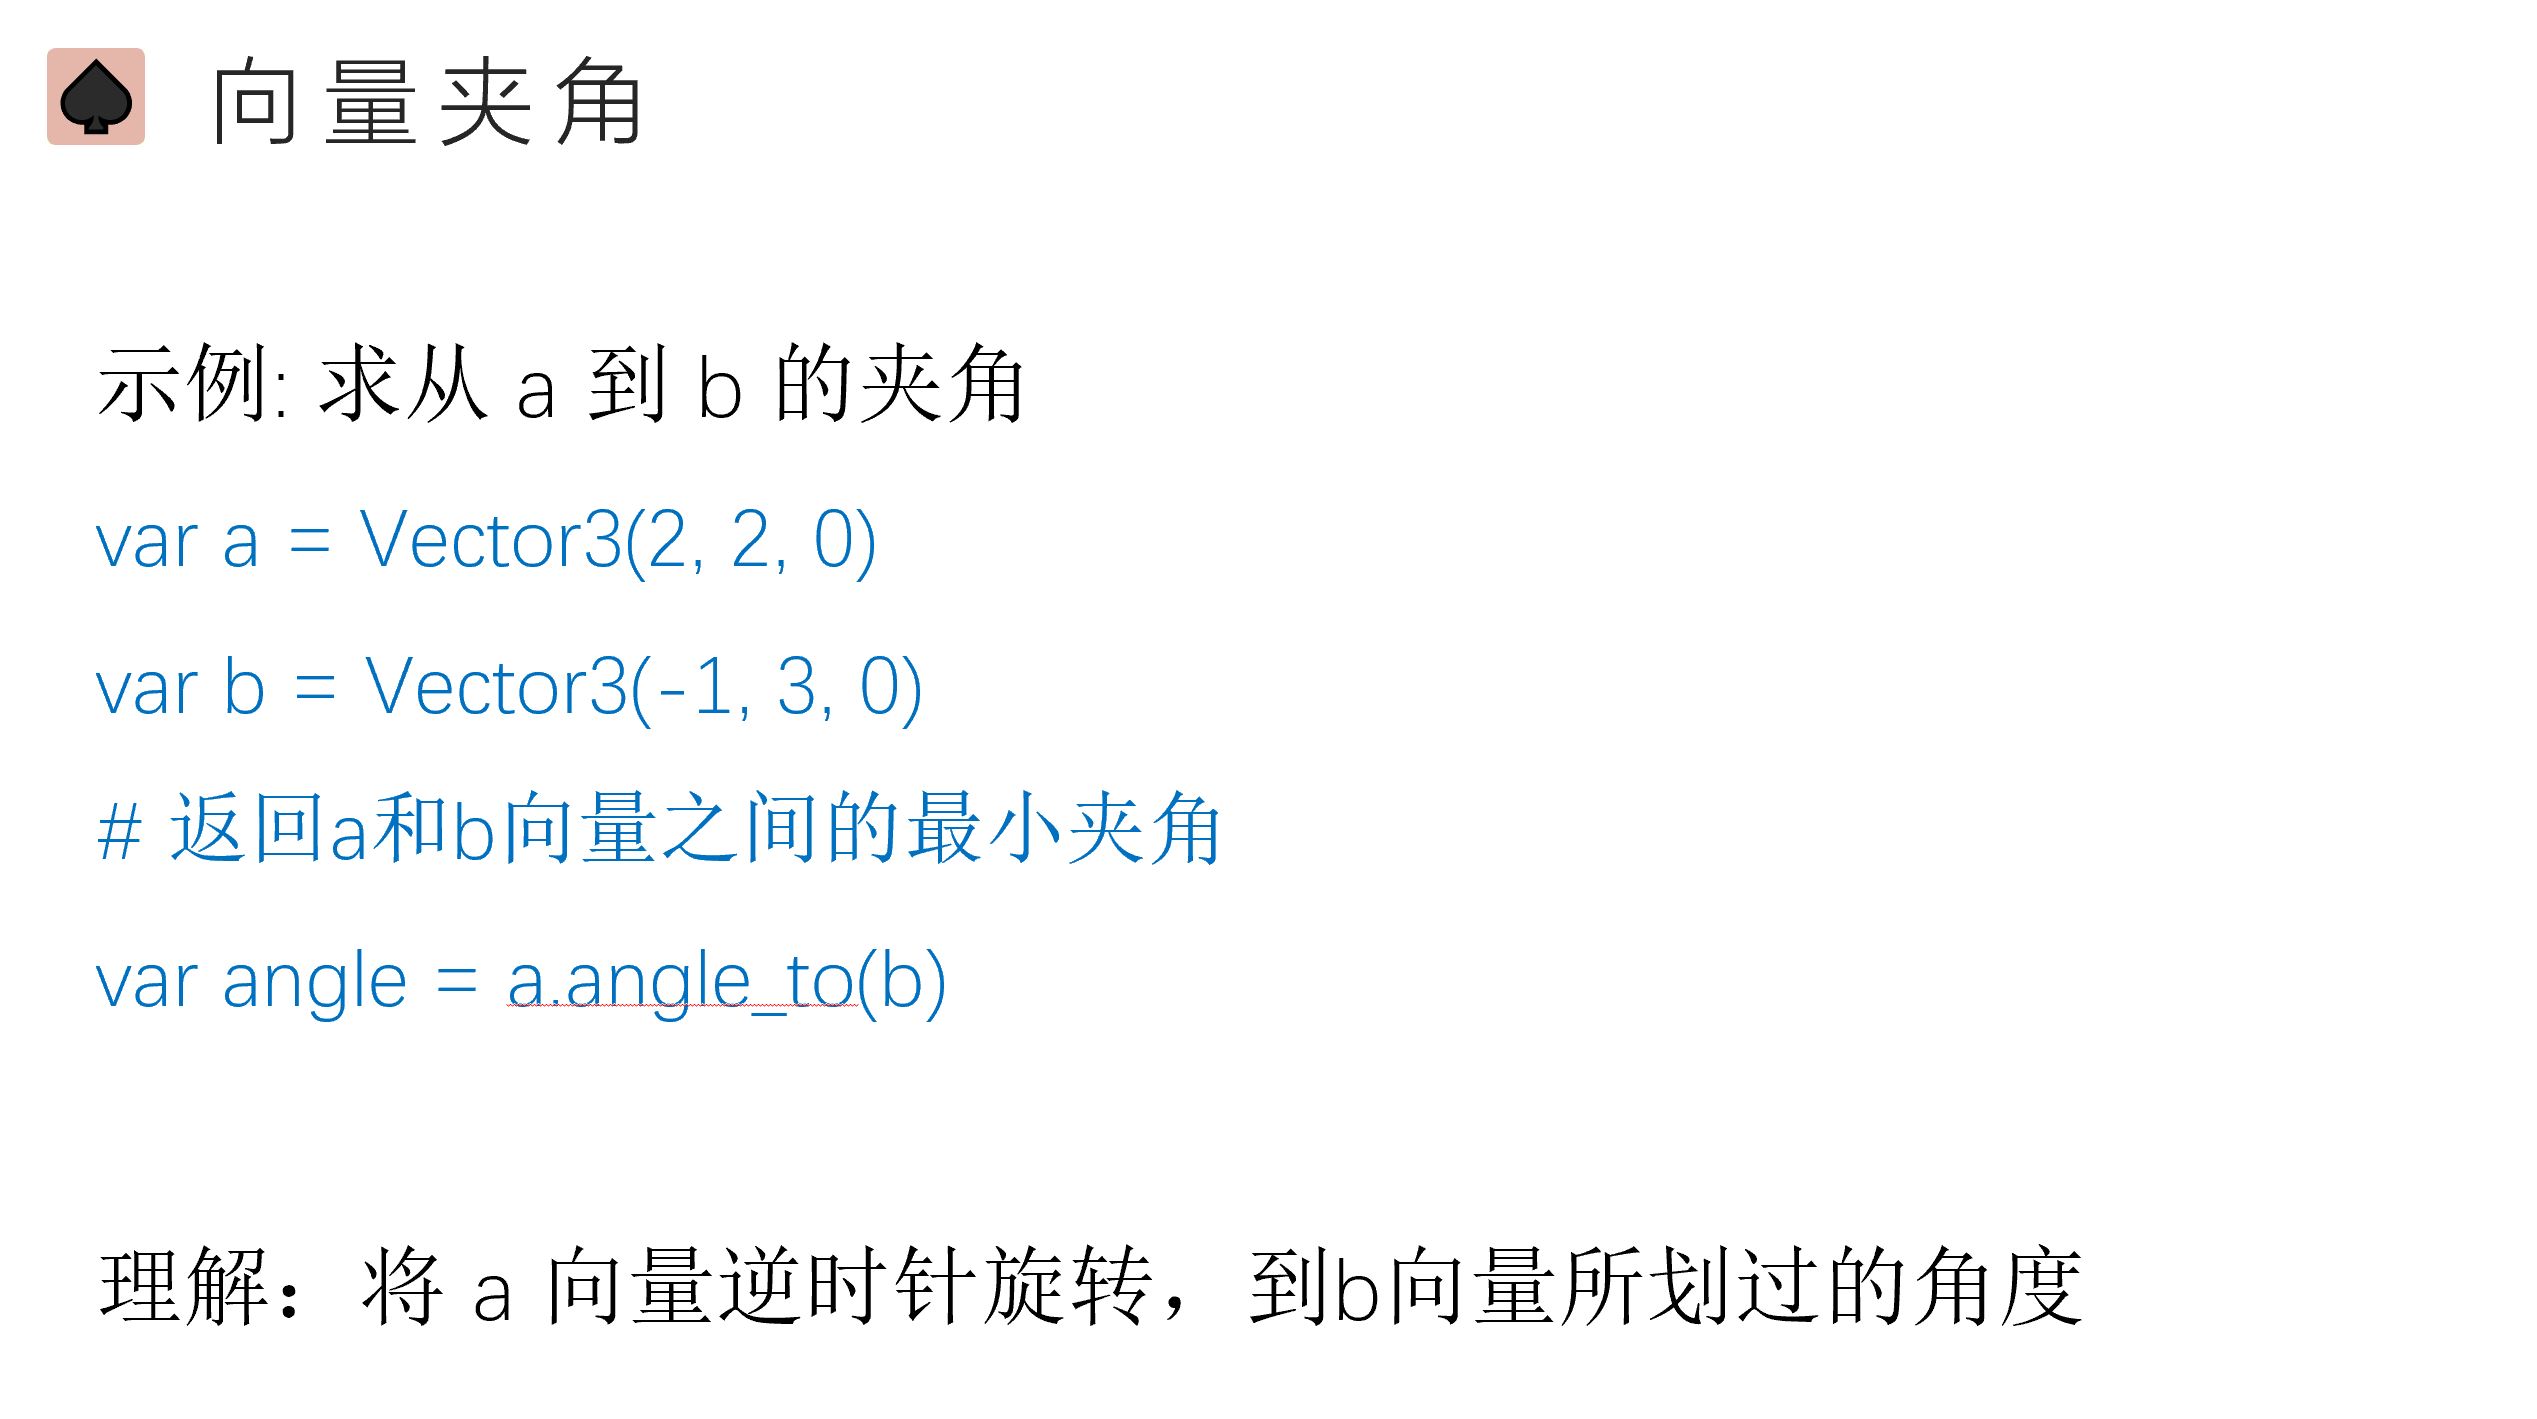 向量夹角
示例: 求从 a 到 b 的夹角
var a = Vector3(2, 2, 0)
var b = Vector3(-1, 3, 0)
# 返回a和b向量之间的最小夹角
var angle = a.angle_to(b)
理解：将 a 向量逆时针旋转，到b向量所划过的角度